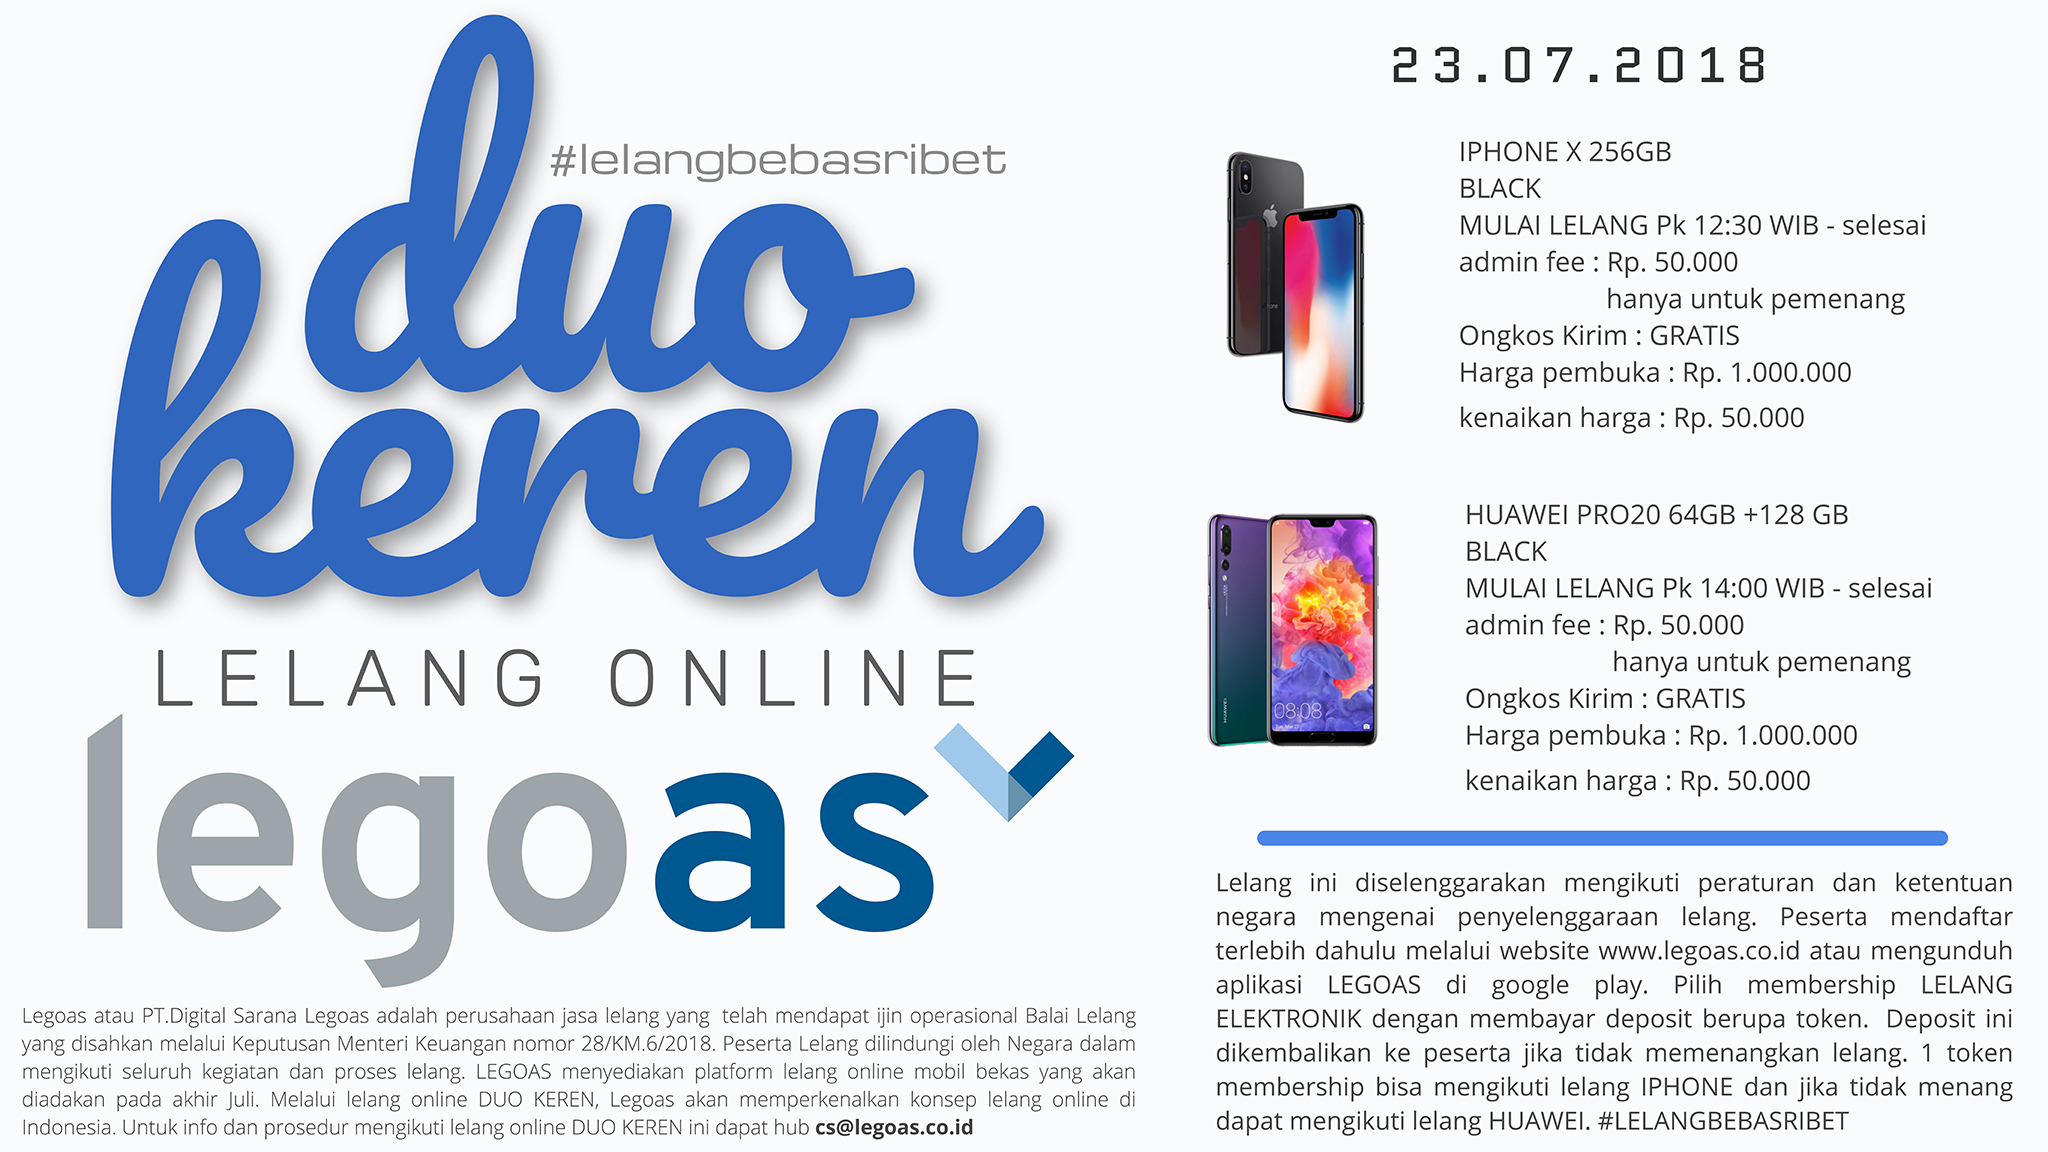 #lelangbebasribet
duo
keren
LELANG ONLINE
legoas
Legoas atau PT.Digital Sarana Legoas adalah perusahaan jasa lelang yang telah mendapat ijin operasional Balai Lelang
yang disahkan melalui Keputusan Menteri Keuangan nomor 28/KM.6/2018. Peserta Lelang dilindungi oleh Negara dalam
mengikuti seluruh kegiatan dan proses lelang. LEGOAS menyediakan platform lelang online mobil bekas yang akan
diadakan pada akhir Juli. Melalui lelang online DUO KEREN, Legoas akan memperkenalkan konsep lelang online di
Indonesia. Untuk info dan prosedur mengikuti lelang online DUO KEREN ini dapat hub cs@legoas.co.id
23.07.2018
IPHONE X 256GB
BLACK
MULAI LELANG Pk 12:30 WIB - selesai
admin fee : Rp. 50.000
hanya untuk pemenang
Ongkos Kirim : GRATIS
Harga pembuka : Rp. 1.000.000
kenaikan harga : Rp. 50.000
HUAWEI PRO20 64GB +128 GB
BLACK
MULAI LELANG Pk 14:00 WIB - selesai
admin fee : Rp. 50.000
hanya untuk pemenang
Ongkos Kirim : GRATIS
Harga pembuka : Rp. 1.000.000
kenaikan harga : Rp. 50.000
08:08
HUAWEI
Lelang ini diselenggarakan mengikuti peraturan dan ketentuan
negara mengenai penyelenggaraan lelang. Peserta mendaftar
terlebih dahulu melalui website www.legoas.co.id atau mengunduh
aplikasi LEGOAS di google play. Pilih membership LELANG
ELEKTRONIK dengan membayar deposit berupa token. Deposit ini
dikembalikan ke peserta jika tidak memenangkan lelang. 1 token
membership bisa mengikuti lelang IPHONE dan jika tidak menang
dapat mengikuti lelang HUAWEI. #LELANGBEBASRIBET